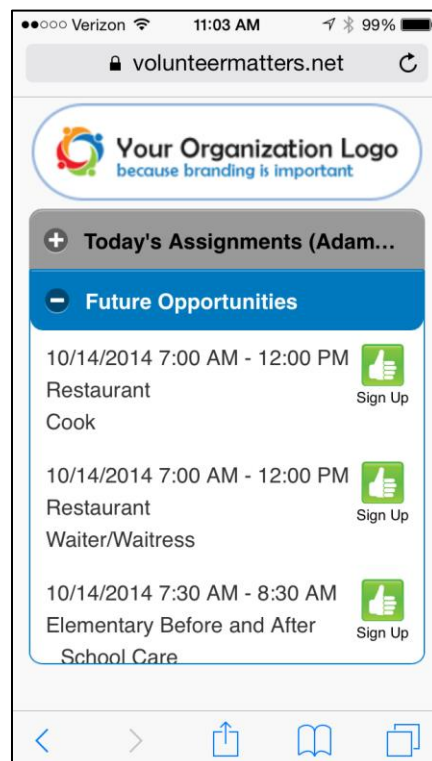 Verizon 11:03 AM 99%
volunteermatters.net
Your Organization Logo
because branding is important
Today's Assignments (Adam...
Future Opportunities
10/14/2014 7:00 AM - 12:00 PM
Restaurant
Sign Up
Cook
10/14/2014 7:00 AM - 12:00 PM
Restaurant
Sign Up
Waiter/Waitress
10/14/2014 7:30 AM - 8:30 AM
Elementary Before and After
Sign Up
School Care